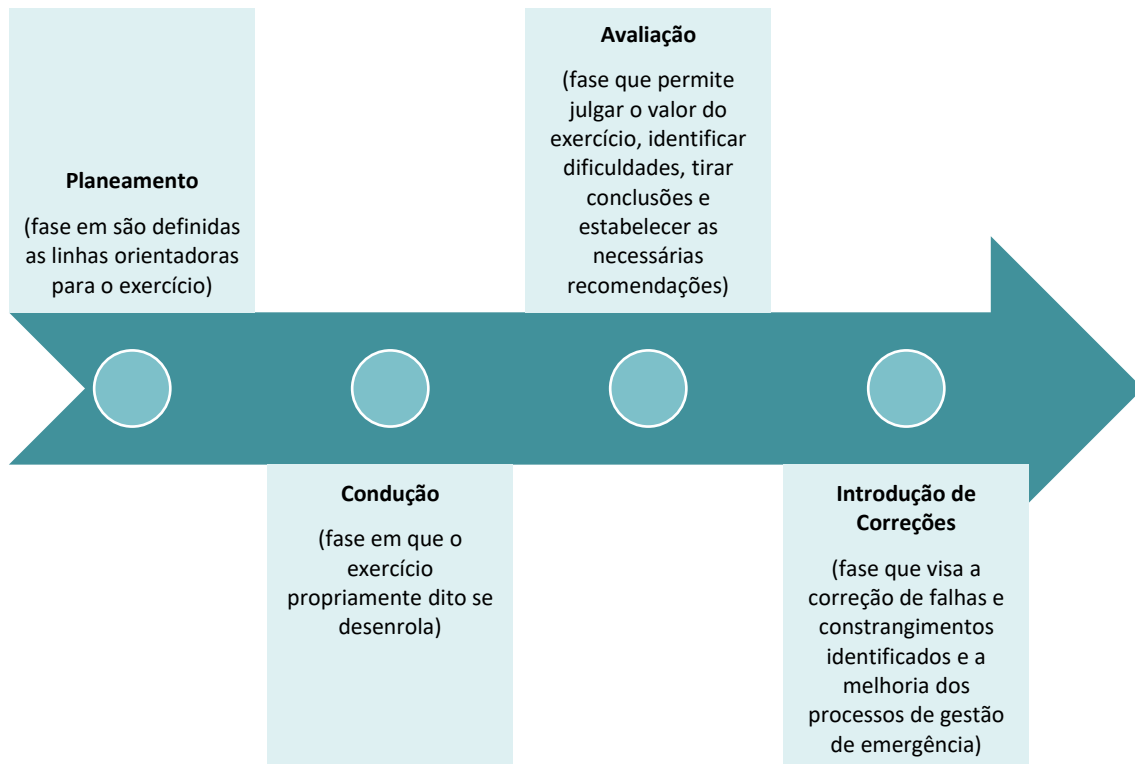 Planeamento
(fase em são definidas
as linhas orientadoras
para o exercício)
Condução
(fase em que o
exercício
propriamente dito se
desenrola)
Avaliação
(fase que permite
julgar o valor do
exercício, identificar
dificuldades, tirar
conclusões e
estabelecer as
necessárias
recomendações)
Introdução de
Correções
(fase que visa a
correção de falhas e
constrangimentos
identificados e a
melhoria dos
processos de gestão
de emergência)